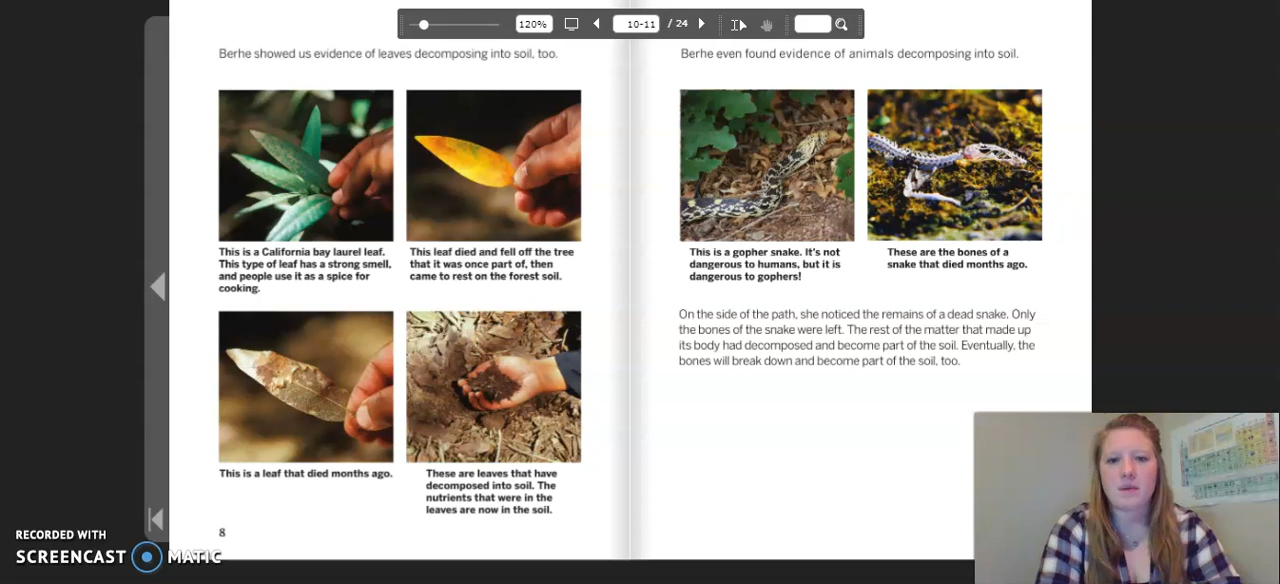 120%
10-11 / 24
Berhe showed us evidence of leaves decomposing into soil, too.
This is a California bay laurel leaf.
This type of leaf has a strong smell,
and people use it as a spice for
cooking.
This leaf died and fell off the tree
that it was once part of, then
came to rest on the forest soil.
This is a leaf that died months ago.
These are leaves that have
decomposed into soil. The
nutrients that were in the
leaves are now in the soil.
8
Berhe even found evidence of animals decomposing into soil.
This is a gopher snake. It's not
dangerous to humans, but it is
dangerous to gophers!
These are the bones of a
snake that died months ago.
On the side of the path, she noticed the remains of a dead snake. Only
the bones of the snake were left. The rest of the matter that made up
its body had decomposed and become part of the soil. Eventually, the
bones will break down and become part of the soil, too.
RECORDED WITH
SCREENCAST MATIC